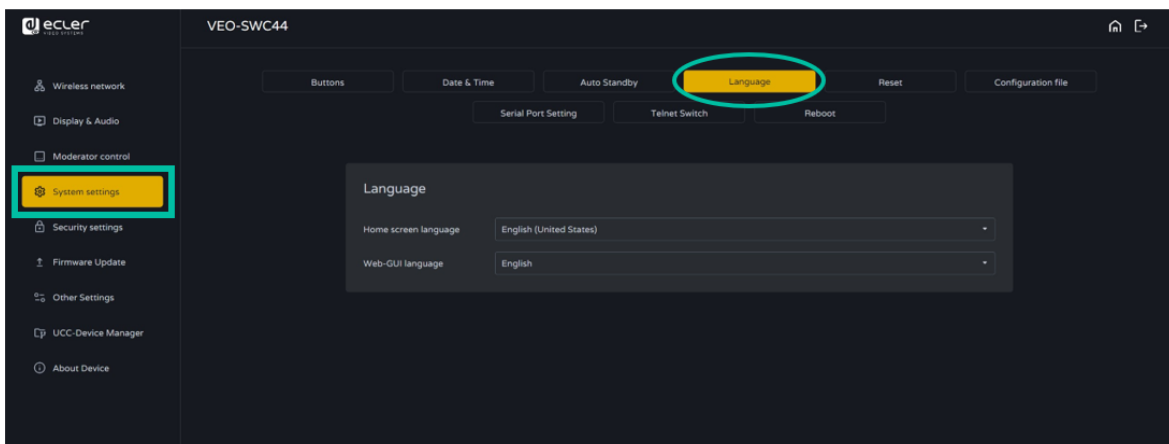 ecler
VIDEO SYSTEMS
VEO-SWC44
Wireless network
Display & Audio
Moderator control
System settings
Security settings
Firmware Update
Other Settings
UCC-Device Manager
About Device
Buttons Date & Time Auto Standby Language Reset Configuration file
Serial Port Setting Telnet Switch Reboot
Language
Home screen language English (United States)
Web-GUI language English